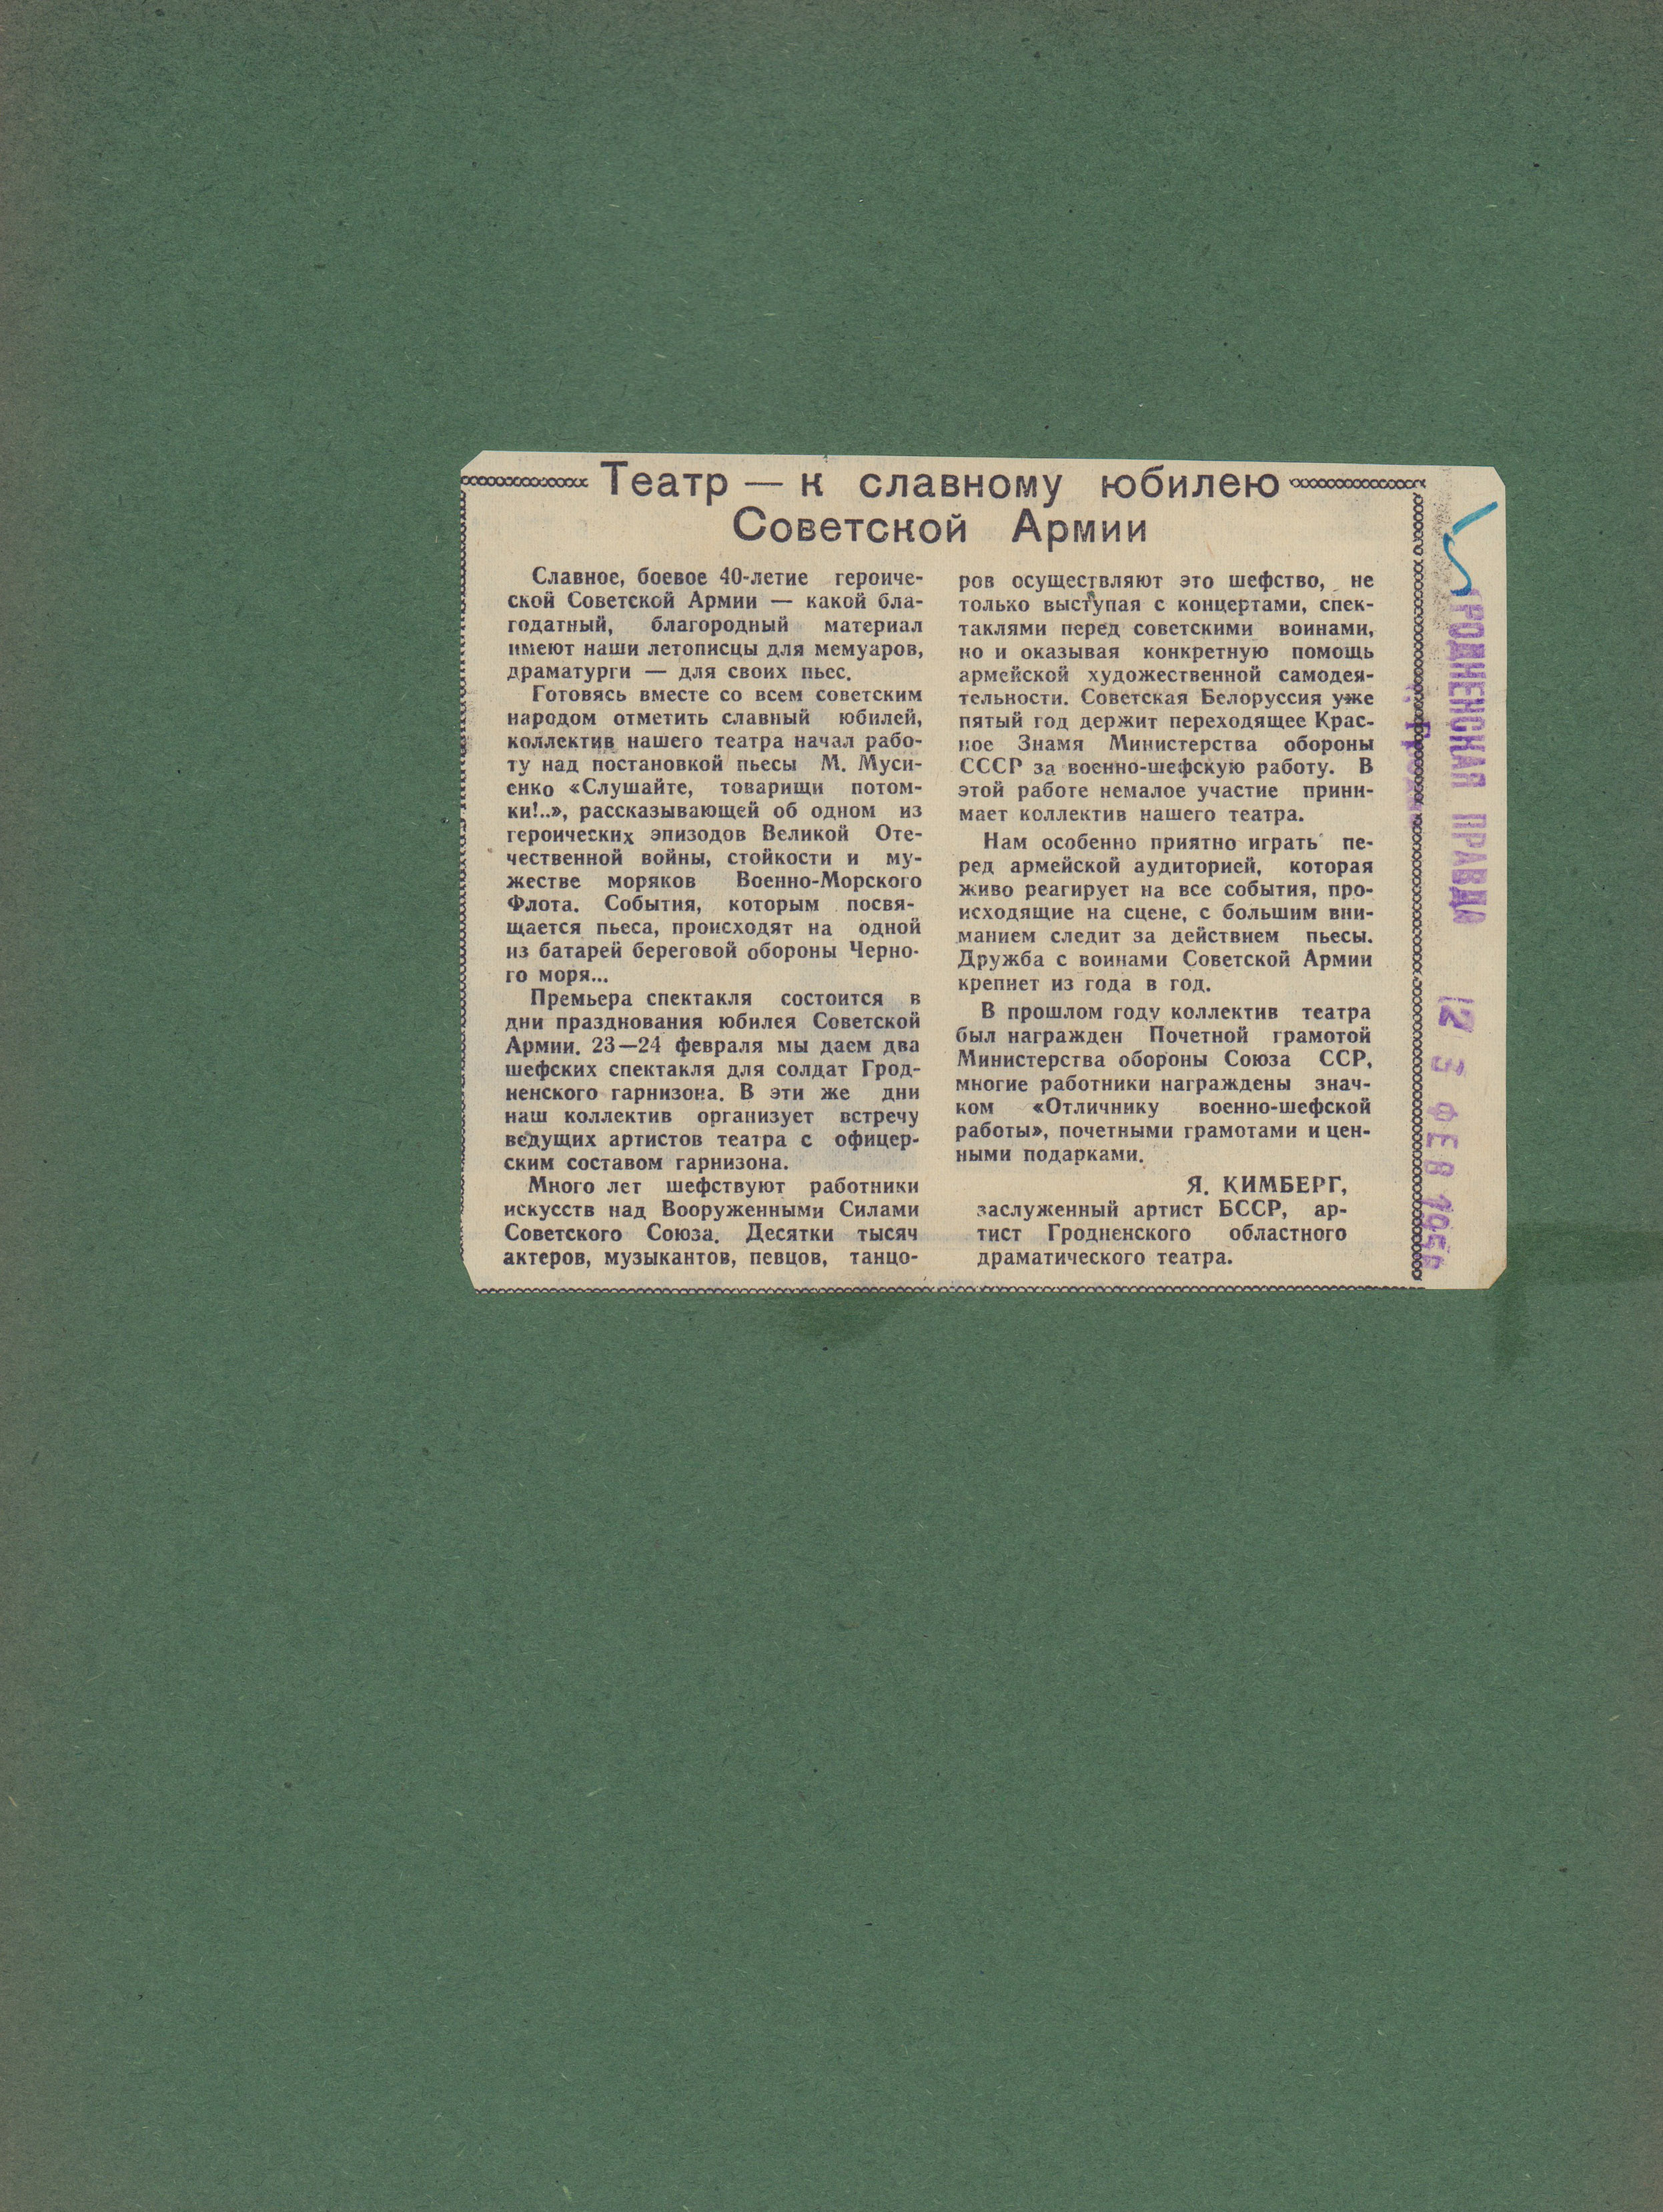 Театр — к славному юбилею
Советской Армии
Славное, боевое 40-летие героиче-
ской Советской Армии — какой бла-
годатный, благородный материал
имеют наши летописцы для мемуаров,
драматурги — для своих пьес.
Готовясь вместе со всем советским
народом отметить славный юбилей,
коллектив нашего театра начал рабо-
ту над постановкой пьесы М. Муси-
енко «Слушайте, товарищи потом-
ки!..», рассказывающей об одном из
героических эпизодов Великой Оте-
чественной войны, стойкости и му-
жестве моряков Военно-Морского
Флота. События, которым посвя-
щается пьеса, происходят на одной
из батарей береговой обороны Черно-
го моря...
Премьера спектакля состоится в
дни празднования юбилея Советской
Армии. 23—24 февраля мы даем два
шефских спектакля для солдат Грод-
ненского гарнизона. В эти же дни
наш коллектив организует встречу
ведущих артистов театра с офицер-
ским составом гарнизона.
Много лет шефствуют работники
искусств над Вооруженными Силами
Советского Союза. Десятки тысяч
актеров, музыкантов, певцов, танцо-
ров осуществляют это шефство, не
только выступая с концертами, спек-
таклями перед советскими воинами,
но и оказывая конкретную помощь
армейской художественной самодея-
тельности. Советская Белоруссия уже
пятый год держит переходящее Крас-
ное Знамя Министерства обороны
СССР за военно-шефскую работу. В
этой работе немалое участие прини-
мает коллектив нашего театра.
Нам особенно приятно играть пе-
ред армейской аудиторией, которая
живо реагирует на все события, про-
исходящие на сцене, с большим вни-
манием следит за действием пьесы.
Дружба с воинами Советской Армии
крепнет из года в год.
В прошлом году коллектив театра
был награжден Почетной грамотой
Министерства обороны Союза ССР,
многие работники награждены знач-
ком «Отличнику военно-шефской
работы», почетными грамотами и цен-
ными подарками.
Я. КИМБЕРГ,
заслуженный артист БССР, ар-
тист Гродненского областного
драматического театра.
ГРОДНЕНСКАЯ ПРАВДА